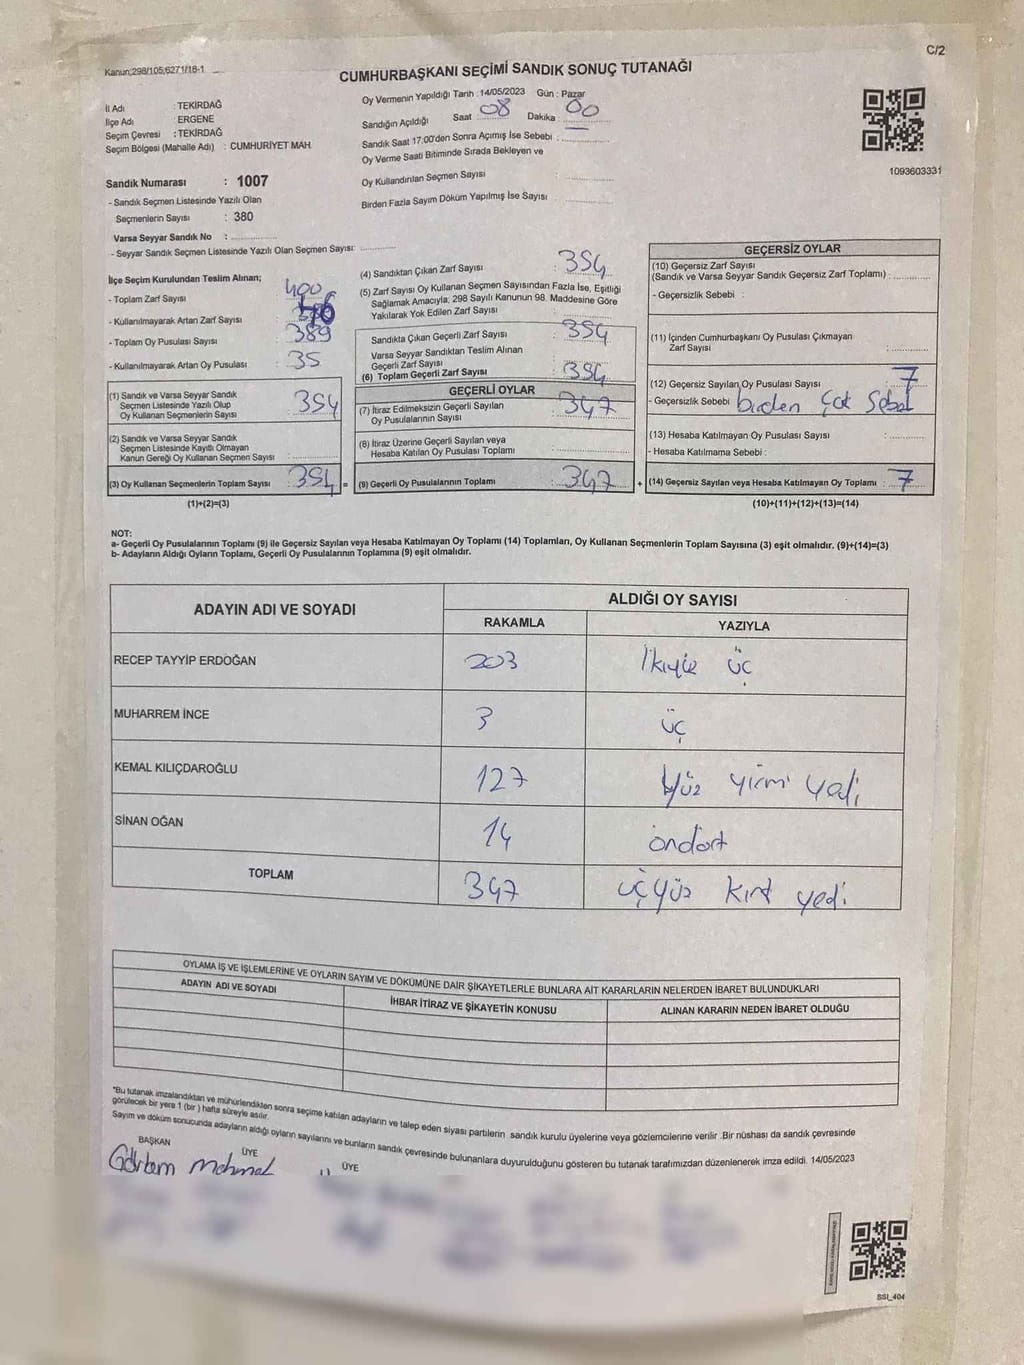 C/2
Kanun;298/105;6271/18-1
CUMHURBAŞKANI SEÇİMİ SANDIK SONUÇ TUTANAĞI
İl Adı : TEKİRDAĞ
İlçe Adı : ERGENE
Seçim Çevresi : TEKİRDAĞ
Seçim Bölgesi (Mahalle Adı) : CUMHURİYET MAH.
Oy Vermenin Yapıldığı Tarih : 14/05/2023 Gün : Pazar
Sandığın Açıldığı Saat 08 Dakika 00
Sandık Saat 17.00'den Sonra Açımış İse Sebebi :
Oy Verme Saati Bitiminde Sırada Bekleyen ve
Oy Kullandırılan Seçmen Sayısı :
Birden Fazla Sayım Döküm Yapılmış İse Sayısı :
1093603331
Sandık Numarası : 1007
- Sandık Seçmen Listesinde Yazılı Olan
Seçmenlerin Sayısı : 380
Varsa Seyyar Sandık No :
- Seyyar Sandık Seçmen Listesinde Yazılı Olan Seçmen Sayısı:
İlçe Seçim Kurulundan Teslim Alınan;
- Toplam Zarf Sayısı 400
- Kullanılmayarak Artan Zarf Sayısı
- Toplam Oy Pusulası Sayısı 389
- Kullanılmayarak Artan Oy Pusulası 35
(1) Sandık ve Varsa Seyyar Sandık
Seçmen Listesinde Yazılı Olup
Oy Kullanan Seçmenlerin Sayısı 354
(2) Sandık ve Varsa Seyyar Sandık
Seçmen Listesinde Kayıtlı Olmayan
Kanun Gereği Oy Kullanan Seçmen Sayısı
(3) Oy Kullanan Seçmenlerin Toplam Sayısı : 354 =
(1)+(2)=(3)
(4) Sandıktan Çıkan Zarf Sayısı : 354
(5) Zarf Sayısı Oy Kullanan Seçmen Sayısından Fazla İse, Eşitliği
Sağlamak Amacıyla; 298 Sayılı Kanunun 98. Maddesine Göre
Yakılarak Yok Edilen Zarf Sayısı :
Sandıkta Çıkan Geçerli Zarf Sayısı : 354
Varsa Seyyar Sandıktan Teslim Alınan
Geçerli Zarf Sayısı
(6) Toplam Geçerli Zarf Sayısı : 354
GEÇERLİ OYLAR
(7) İtiraz Edilmeksizin Geçerli Sayılan
Oy Pusulalarının Sayısı : 347
(8) İtiraz Üzerine Geçerli Sayılan veya
Hesaba Katılan Oy Pusulası Toplamı
(9) Geçerli Oy Pusulalarının Toplamı : 347 +
GEÇERSİZ OYLAR
(10) Geçersiz Zarf Sayısı
(Sandık ve Varsa Seyyar Sandık Geçersiz Zarf Toplamı) :
- Geçersizlik Sebebi
(11) İçinden Cumhurbaşkanı Oy Pusulası Çıkmayan
Zarf Sayısı :
(12) Geçersiz Sayılan Oy Pusulası Sayısı : 7
- Geçersizlik Sebebi birden çok Sebat
(13) Hesaba Katılmayan Oy Pusulası Sayısı :
- Hesaba Katılmama Sebebi :
(14) Geçersiz Sayılan veya Hesaba Katılmayan Oy Toplamı : 7
(10)+(11)+(12)+(13)=(14)
NOT:
a- Geçerli Oy Pusulalarının Toplamı (9) ile Geçersiz Sayılan veya Hesaba Katılmayan Oy Toplamı (14) Toplamları, Oy Kullanan Seçmenlerin Toplam Sayısına (3) eşit olmalıdır. (9)+(14)=(3)
b- Adayların Aldığı Oyların Toplamı, Geçerli Oy Pusulalarının Toplamına (9) eşit olmalıdır.
ADAYIN ADI VE SOYADI ALDIĞI OY SAYISI
RAKAMLA YAZIYLA
RECEP TAYYİP ERDOĞAN 203 İkiyüz üç
MUHARREM İNCE 3 üç
KEMAL KILIÇDAROĞLU 127 Yüz yirmi yedi
SİNAN OĞAN 14 ondört
TOPLAM 347 üçyüz kırk yedi
OYLAMA İŞ VE İŞLEMLERİNE VE OYLARIN SAYIM VE DÖKÜMÜNE DAİR ŞİKAYETLERLE BUNLARA AİT KARARLARIN NELERDEN İBARET BULUNDUKLARI
ADAYIN ADI VE SOYADI İHBAR İTİRAZ VE ŞİKAYETİN KONUSU ALINAN KARARIN NEDEN İBARET OLDUĞU
"Bu tutanak imzalandıktan ve mühürlendikten sonra seçime katılan adayların ve talep eden siyasi partilerin sandık kurulu üyelerine veya gözlemcilerine verilir .Bir nüshası da sandık çevresinde
görülecek bir yere 1 (bir ) hafta süreyle asılır.
Sayım ve döküm sonucunda adayların aldığı oyların sayılarını ve bunların sandık çevresinde bulunanlara duyurulduğunu gösteren bu tutanak tarafımızdan düzenlenerek imza edildi. 14/05/2023
BAŞKAN ÜYE ÜYE
Mehmet
SSI_404